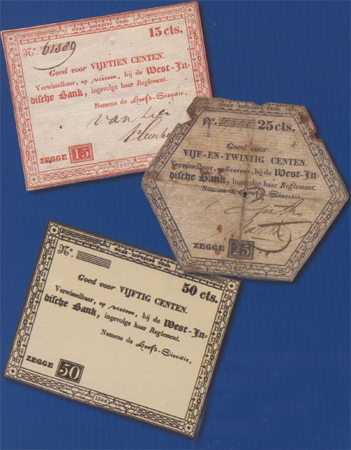 15 cts.
No. 61889
Goed voor VIJFTIEN CENTEN.
Verwisselbaar, op vertoon, bij de West-In-
dische Bank, ingevolge haar Reglement.
Namens de Hoofd-Directie,
ZEGGE 15
No. 25 cts.
Goed voor
VIJF-EN-TWINTIG CENTEN.
Verwisselbaar, op vertoon, bij de West-In-
dische Bank, ingevolge haar Reglement.
Namens de Hoofd-Directie,
ZEGGE 25
50 cts.
No.
Goed voor VIJFTIG CENTEN.
Verwisselbaar, op vertoon, bij de West-In-
dische Bank, ingevolge haar Reglement.
Namens de Hoofd-Directie,
ZEGGE 50